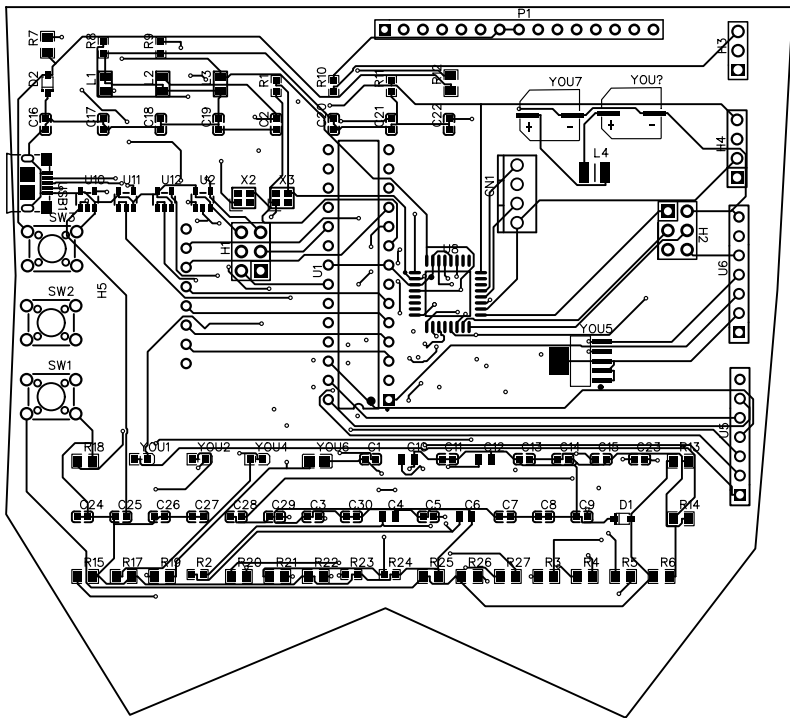 P1
R7 R8 R9
H3
D2 L1 L2 R1 R10 R11 R12
YOU7 YOU?
+ - + -
C16 C17 C18 C19 C2 C20 C21 C22
H4
L4
U10 U11 U12 U2 X2 X3
CN1
SW3
H1 U8 H2
U1 U6
H5
SW2
YOU5
SW1
U5
R18 YOU1 YOU2 YOU4 YOU6 C1 C10 C11 C12 C13 C14 C15 C23 R13
C24 C25 C26 C27 C28 C29 C3 C30 C4 C5 C6 C7 C8 C9 D1 R14
R15 R17 R19 R2 R20 R21 R22 R23 R24 R25 R26 R27 R3 R4 R5 R6